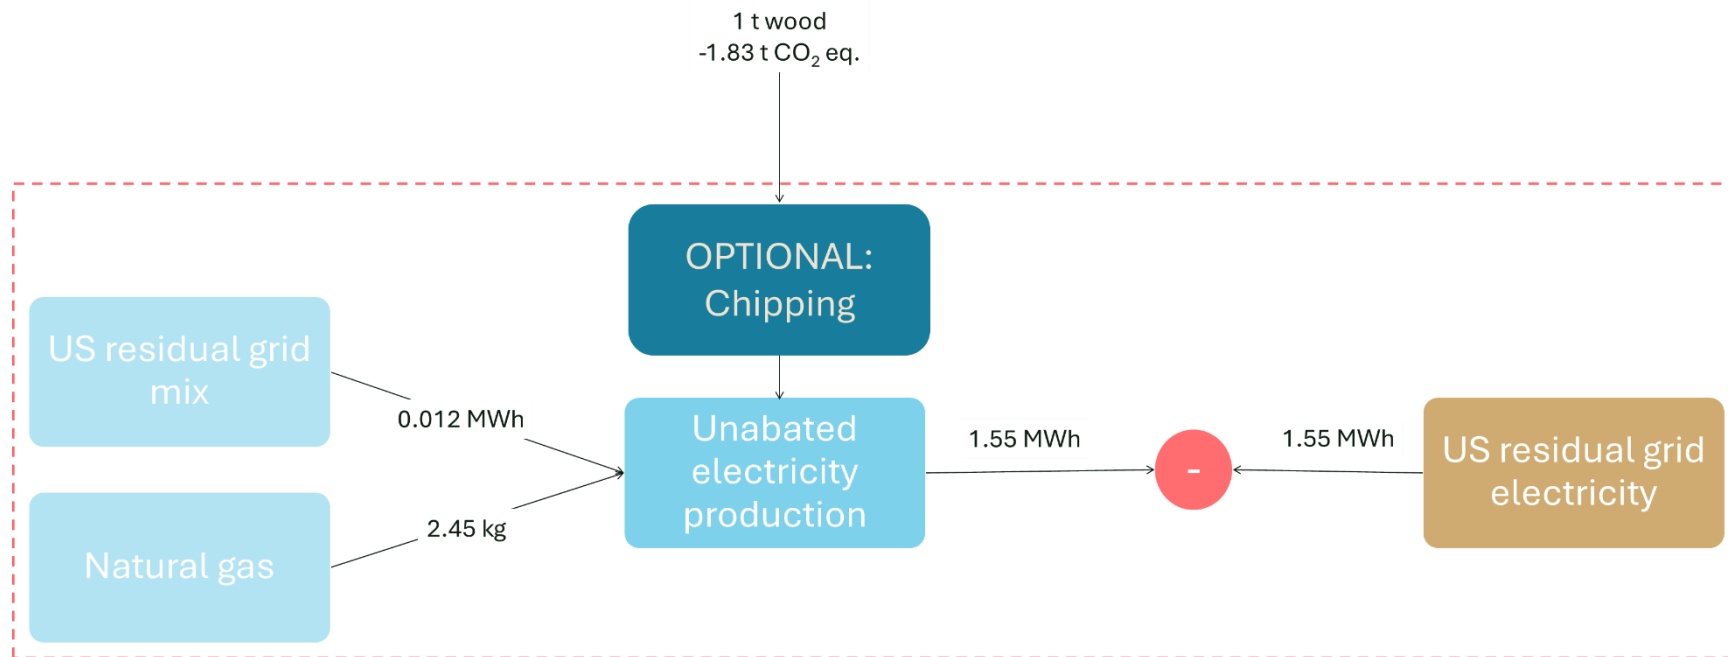 1 t wood
-1.83 t CO₂ eq.
OPTIONAL:
Chipping
US residual grid
mix
0.012 MWh
Natural gas
2.45 kg
Unabated
electricity
production
1.55 MWh
-
1.55 MWh
US residual grid
electricity